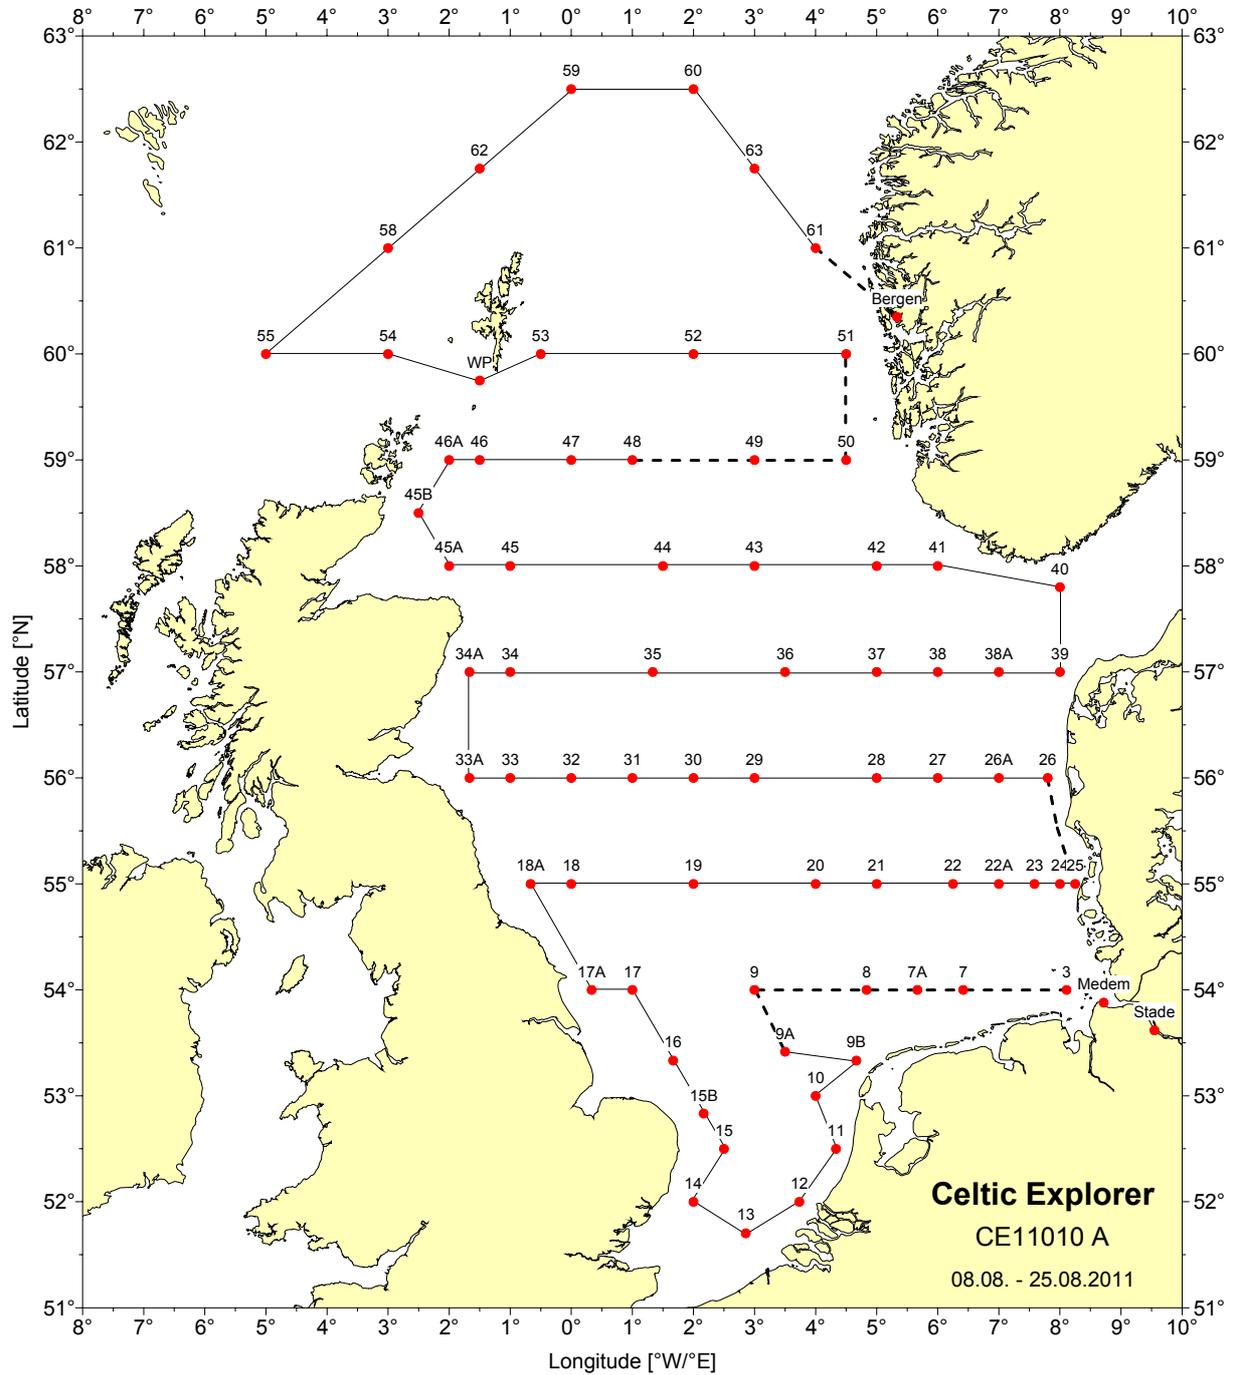 8° 7° 6° 5° 4° 3° 2° 1° 0° 1° 2° 3° 4° 5° 6° 7° 8° 9° 10°
63° 63°
59 60
62° 62°
62 63
58 61
61° 61°
Bergen
55 54 53 52 51
60° 60°
WP
46A 46 47 48 49 50
59° 59°
45B
45A 45 44 43 42 41
58° 58°
40
34A 34 35 36 37 38 38A 39
57° 57°
Latitude [°N]
33A 33 32 31 30 29 28 27 26A 26
56° 56°
18A 18 19 20 21 22 22A 23 24 25
55° 55°
17A 17 9 8 7A 7 3
54° 54°
Medem
Stade
16 9A 9B
15B 10
53° 53°
15 11
14 12
52° 52°
13
Celtic Explorer
CE11010 A
08.08. - 25.08.2011
51° 51°
8° 7° 6° 5° 4° 3° 2° 1° 0° 1° 2° 3° 4° 5° 6° 7° 8° 9° 10°
Longitude [°W/°E]